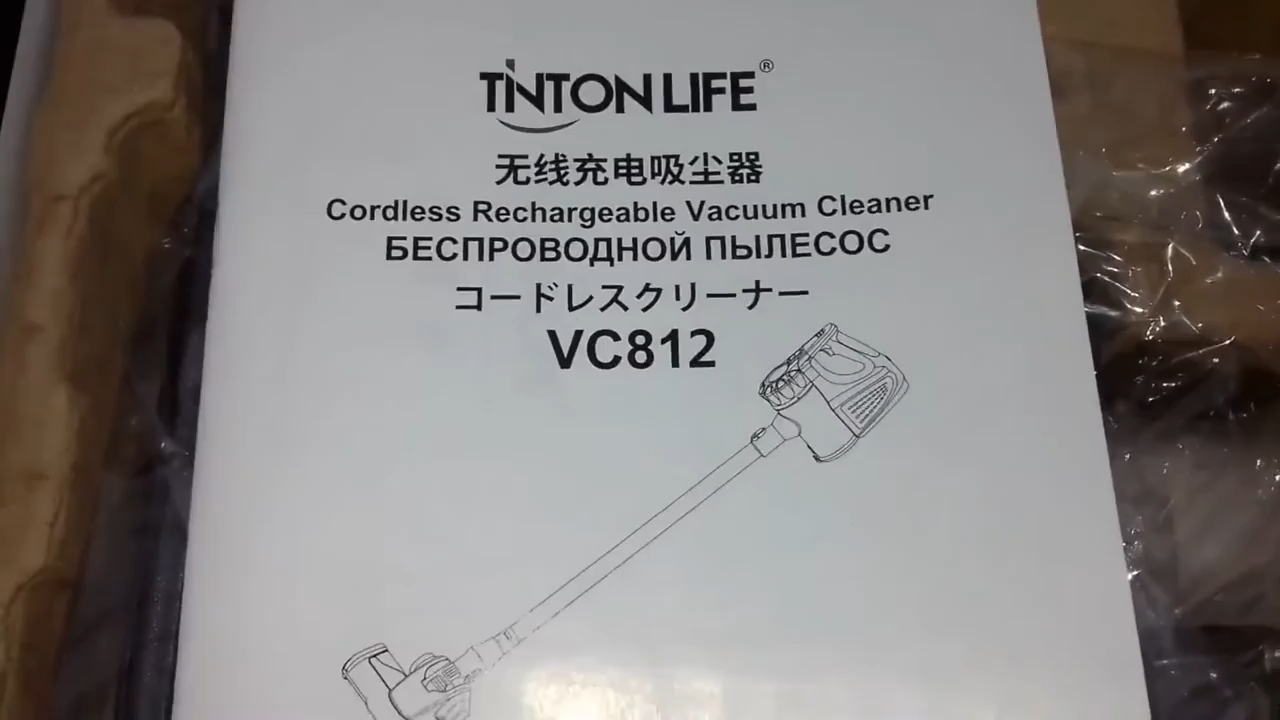 TINTON LIFE®
无线充电吸尘器
Cordless Rechargeable Vacuum Cleaner
БЕСПРОВОДНОЙ ПЫЛЕСОС
コードレスクリーナー
VC812